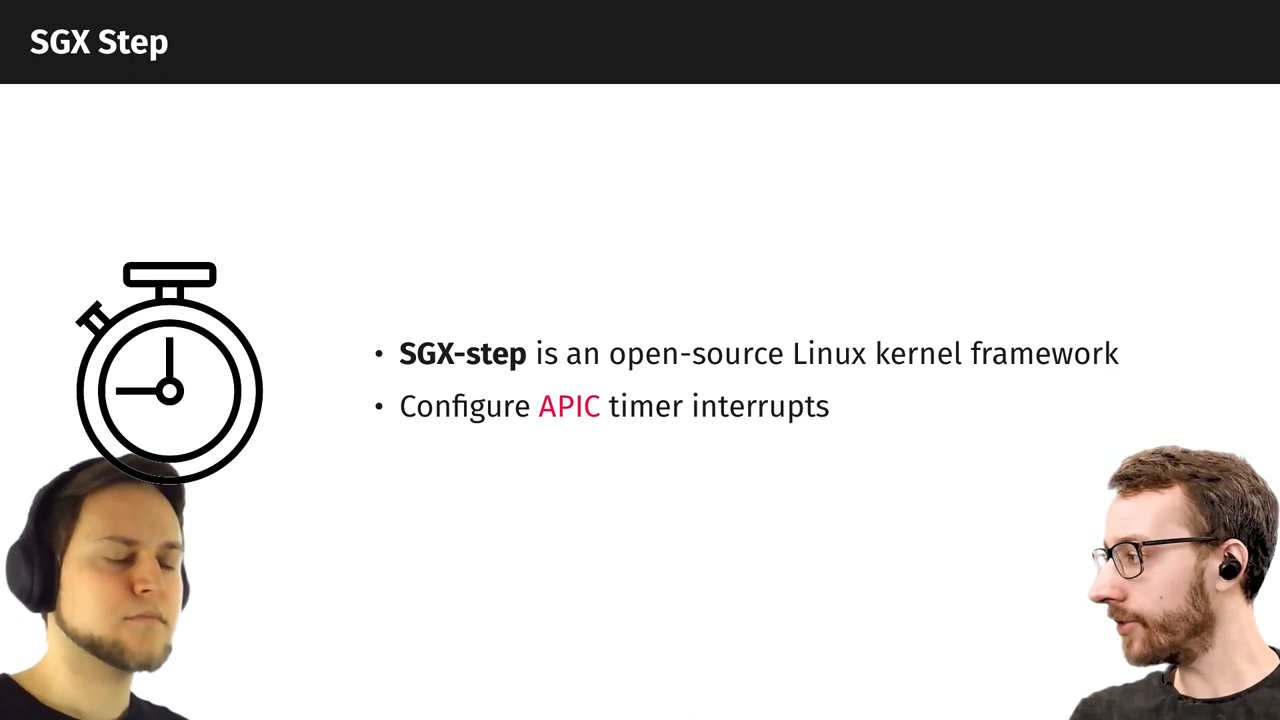 SGX Step
• SGX-step is an open-source Linux kernel framework
• Configure APIC timer interrupts